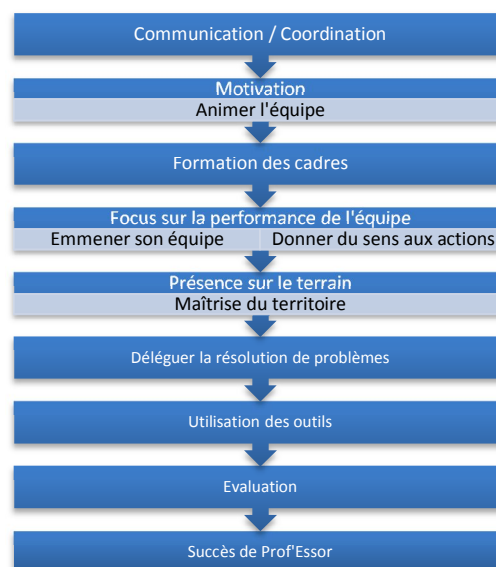 Communication / Coordination
Motivation
Animer l'équipe
Formation des cadres
Focus sur la performance de l'équipe
Emmener son équipe Donner du sens aux actions
Présence sur le terrain
Maîtrise du territoire
Déléguer la résolution de problèmes
Utilisation des outils
Evaluation
Succès de Prof'Essor